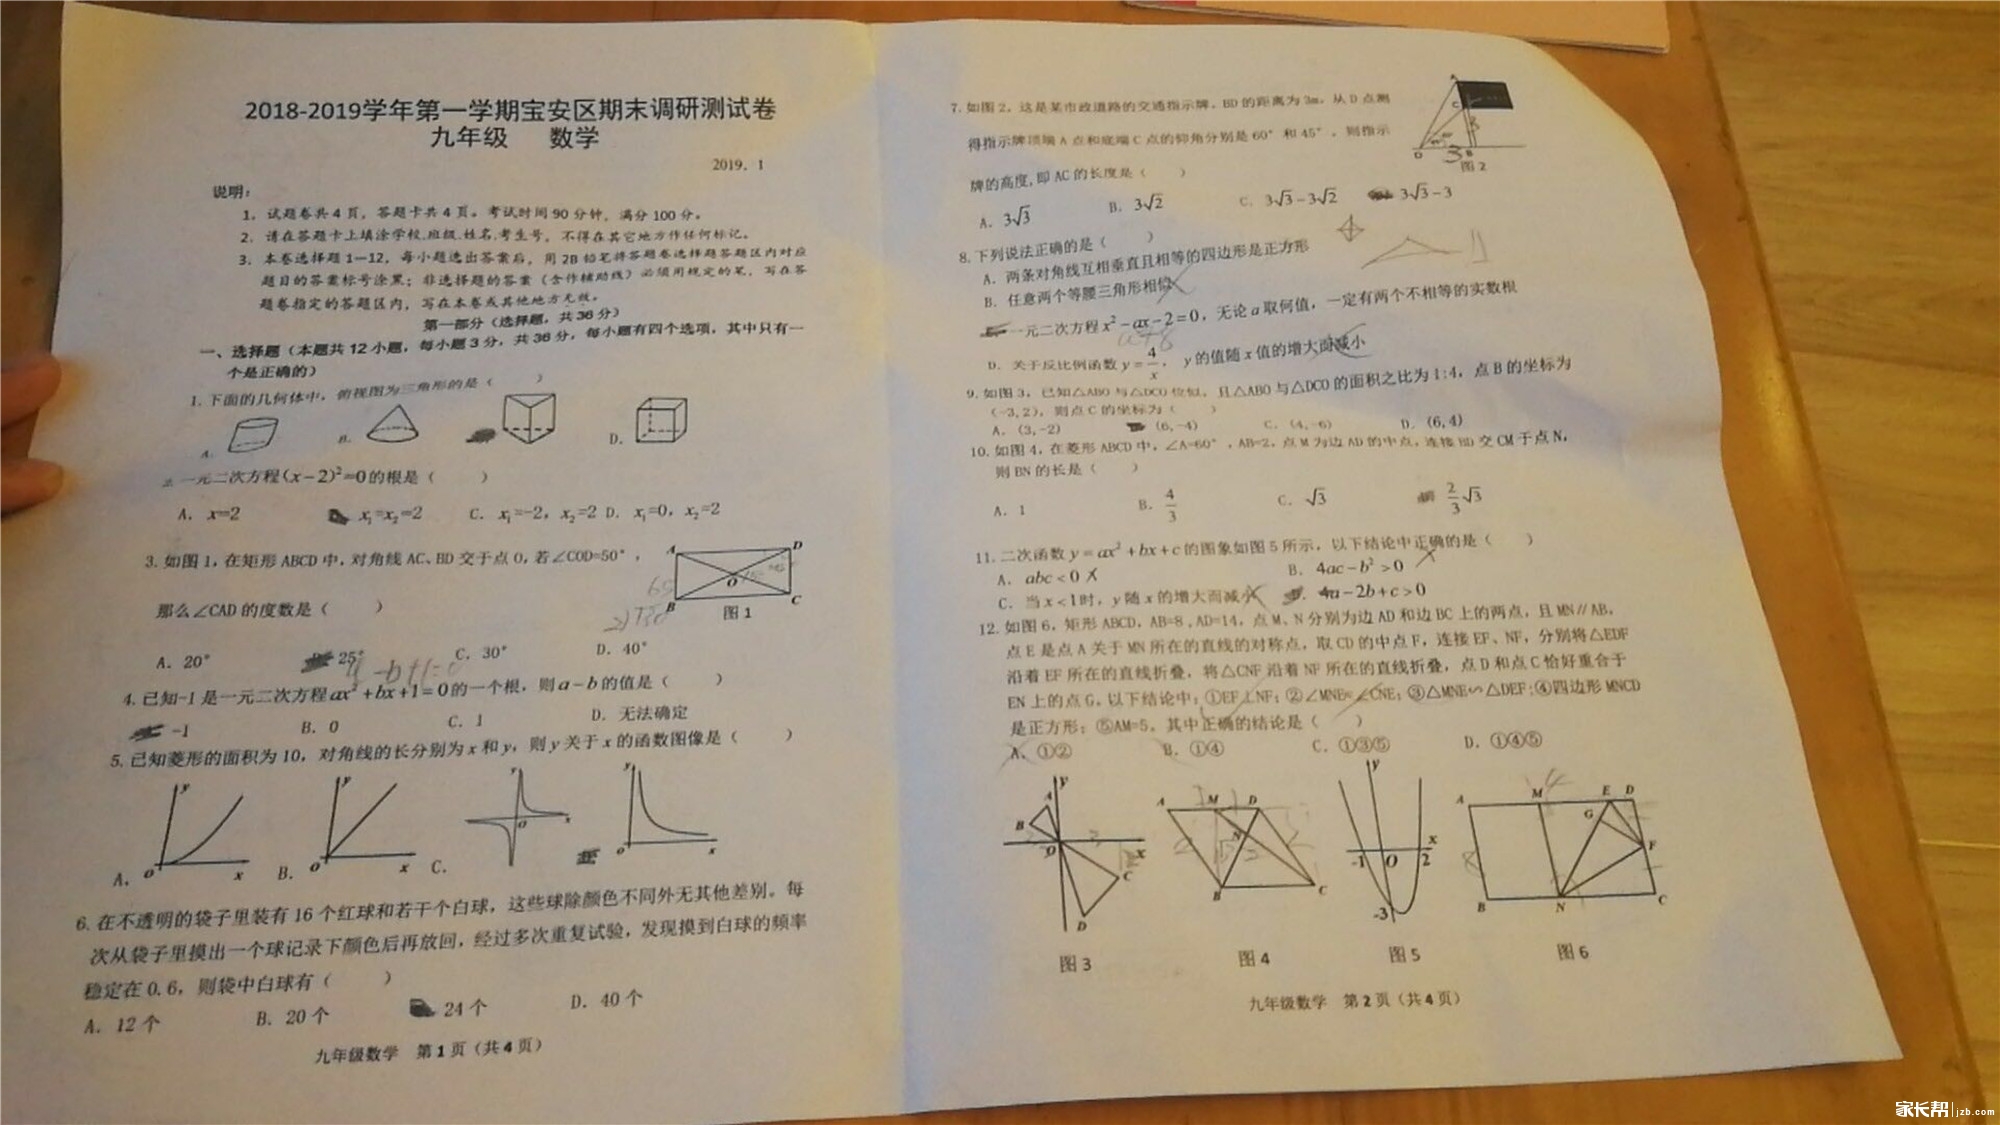 2018-2019学年第一学期宝安区期末调研测试卷
九年级 数学
2019. 1
说明:
1. 试题卷共4页, 答题卡共4页。考试时间90分钟, 满分100分。
2. 请在答题卡上填涂学校.班级.姓名.考生号, 不得在其它地方作任何标记。
3. 本卷选择题1—12, 每小题选出答案后, 用2B铅笔将答题卷选择题答题区内对应
题目的答案标号涂黑; 非选择题的答案(含作辅助线)必须用规定的笔, 写在答
题卷指定的答题区内, 写在本卷或其他地方无效。
第一部分(选择题, 共36分)
一、选择题(本题共12小题, 每小题3分, 共36分, 每小题有四个选项, 其中只有一
个是正确的)
1. 下面的几何体中, 俯视图为三角形的是( )
A. B. D.
2. 一元二次方程(x-2)²=0的根是( )
A. x=2 x₁=x₂=2 C. x₁=-2, x₂=2 D. x₁=0, x₂=2
3. 如图1, 在矩形ABCD中, 对角线AC、BD交于点O, 若∠COD=50°,
那么∠CAD的度数是( )
A D O B C
图1
A. 20° 25° C. 30° D. 40°
4. 已知-1是一元二次方程ax²+bx+1=0的一个根, 则a-b的值是( )
-1 B. 0 C. 1 D. 无法确定
5. 已知菱形的面积为10, 对角线的长分别为x和y, 则y关于x的函数图像是( )
y y y y
A. o x B. o x C. o x o x
6. 在不透明的袋子里装有16个红球和若干个白球, 这些球除颜色不同外无其他差别。每
次从袋子里摸出一个球记录下颜色后再放回, 经过多次重复试验, 发现摸到白球的频率
稳定在0.6, 则袋中白球有( )
A. 12个 B. 20个 24个 D. 40个
九年级数学 第1页(共4页)
7. 如图2, 这是某市政道路的交通指示牌, BD的距离为3m, 从D点测
得指示牌顶端A点和底端C点的仰角分别是60°和45°, 则指示
牌的高度, 即AC的长度是( )
A C D B 3
图2
A. 3√3 B. 3√2 C. 3√3-3√2 3√3-3
8. 下列说法正确的是( )
A. 两条对角线互相垂直且相等的四边形是正方形
B. 任意两个等腰三角形相似
一元二次方程x²-ax-2=0, 无论a取何值, 一定有两个不相等的实数根
D. 关于反比例函数y=4/x, y的值随x值的增大而减小
9. 如图3, 已知△ABO与△DCO位似, 且△ABO与△DCO的面积之比为1:4, 点B的坐标为
(-3,2), 则点C的坐标为( )
A. (3,-2) (6,-4) C. (4,-6) D. (6,4)
10. 如图4, 在菱形ABCD中, ∠A=60°, AB=2, 点M为边AD的中点, 连接BD交CM于点N,
则BN的长是( )
A. 1 B. 4/3 C. √3 2/3√3
11. 二次函数y=ax²+bx+c的图象如图5所示, 以下结论中正确的是( )
A. abc<0 B. 4ac-b²>0
C. 当x<1时, y随x的增大而减小 4a-2b+c>0
12. 如图6, 矩形ABCD, AB=8, AD=14, 点M、N分别为边AD和边BC上的两点, 且MN∥AB,
点E是点A关于MN所在的直线的对称点, 取CD的中点F, 连接EF、NF, 分别将△EDF
沿着EF所在的直线折叠, 将△CNF沿着NF所在的直线折叠, 点D和点C恰好重合于
EN上的点G。以下结论中: ①EF⊥NF; ②∠MNE=∠CNE; ③△MNE∽△DEF; ④四边形MNCD
是正方形; ⑤AM=5。其中正确的结论是( )
A. ①② B. ①④ C. ①③⑤ D. ①④⑤
y A B O x C D
A M D N B C
y x -1 O 2 -3
A M E D G F B N C
图3 图4 图5 图6
九年级数学 第2页(共4页)
家长帮 jzb.com